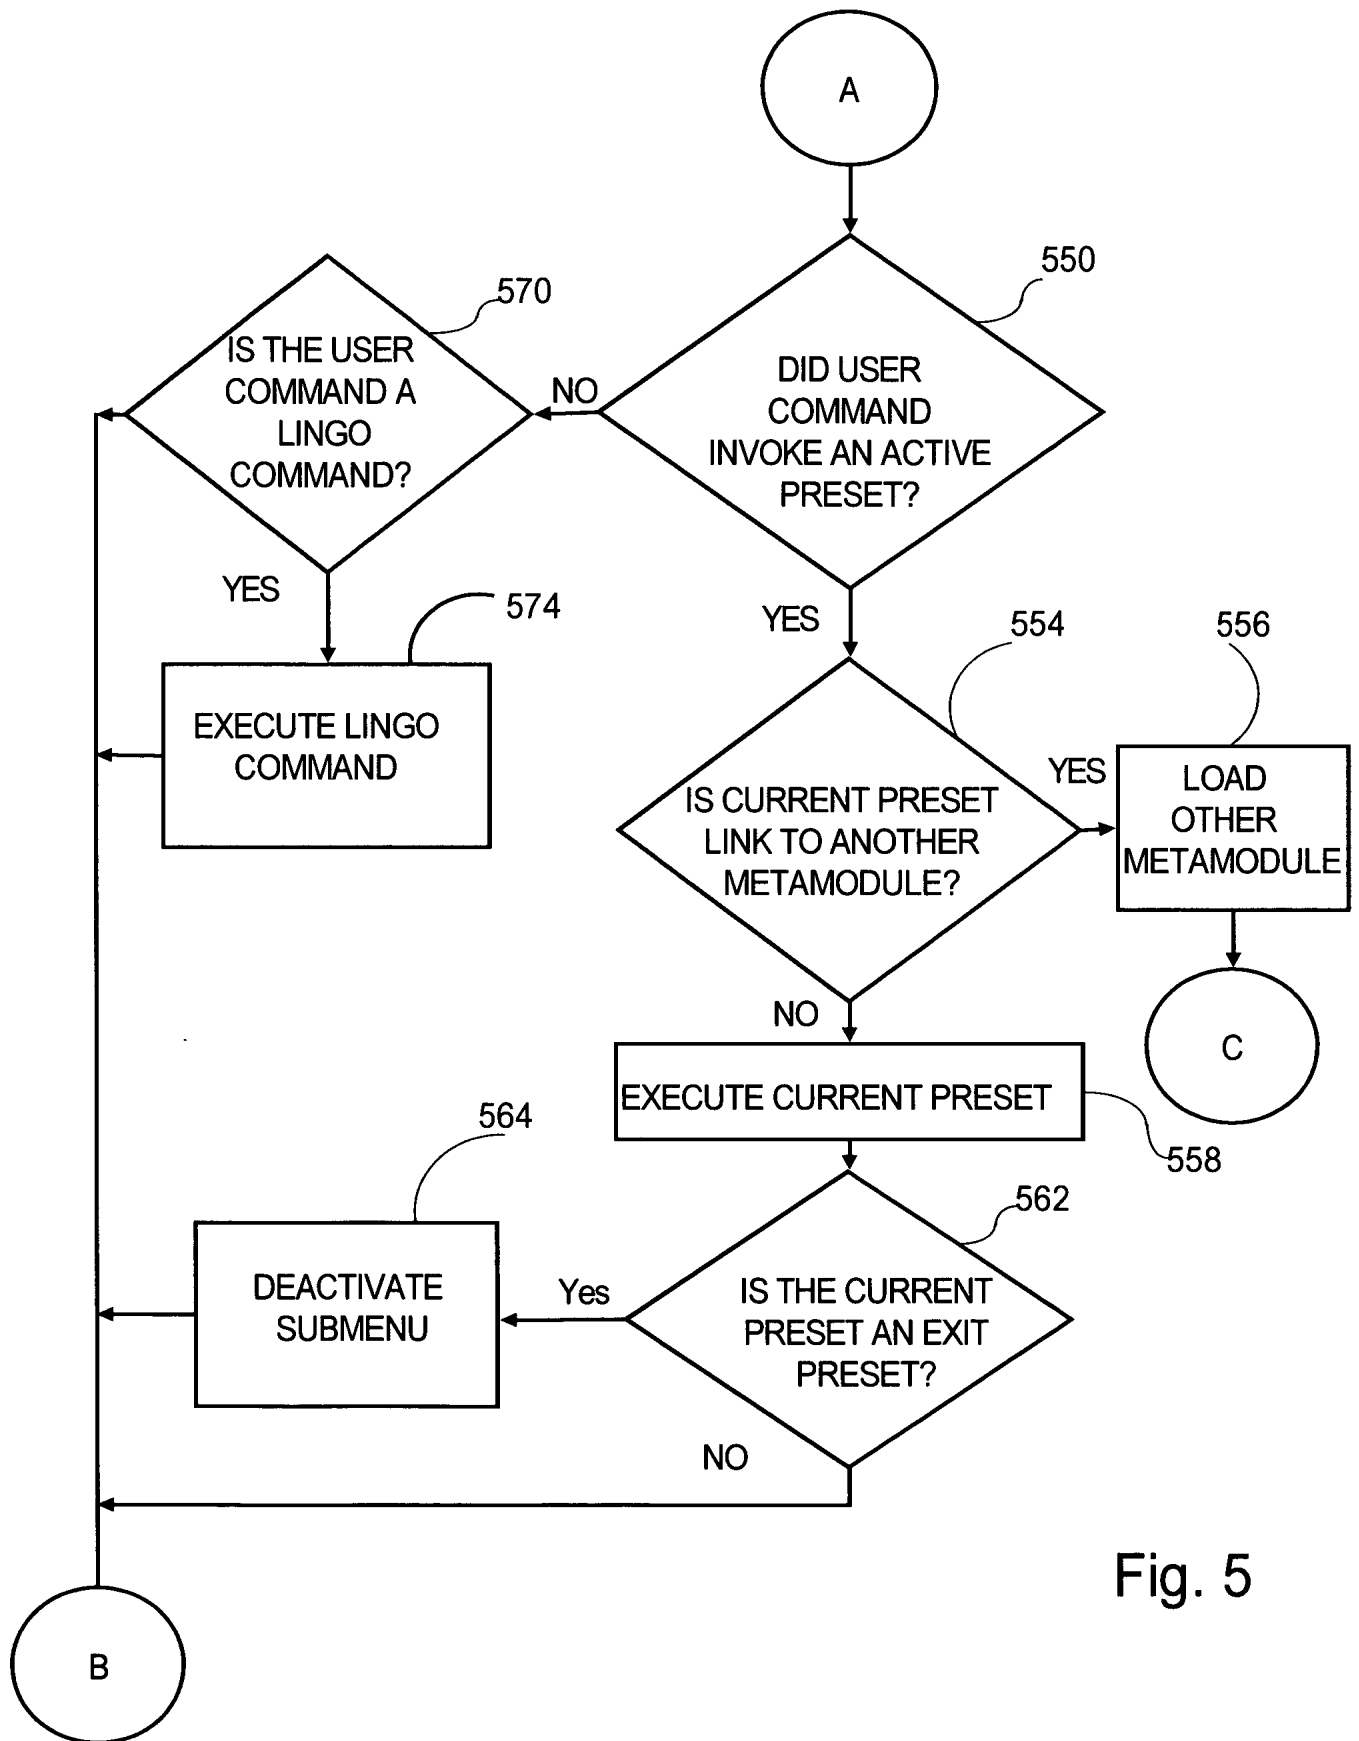 A
550
570
IS THE USER
COMMAND A
LINGO
COMMAND?
NO
DID USER
COMMAND
INVOKE AN ACTIVE
PRESET?
YES
574
YES
554
556
EXECUTE LINGO
COMMAND
IS CURRENT PRESET
LINK TO ANOTHER
METAMODULE?
YES
LOAD
OTHER
METAMODULE
NO
C
EXECUTE CURRENT PRESET
558
564
562
DEACTIVATE
SUBMENU
Yes
IS THE CURRENT
PRESET AN EXIT
PRESET?
NO
Fig. 5
B